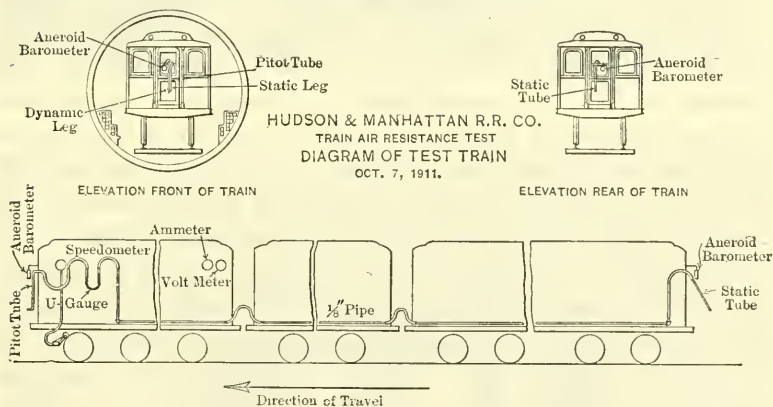 Aneroid
Barometer
Pitot Tube
Static Leg
Dynamic
Leg
Aneroid
Barometer
Static
Tube
HUDSON & MANHATTAN R.R. CO.
TRAIN AIR RESISTANCE TEST
DIAGRAM OF TEST TRAIN
OCT. 7, 1911.
ELEVATION FRONT OF TRAIN
ELEVATION REAR OF TRAIN
Aneroid
Barometer
Pitot Tube
Speedometer
U-Gauge
Ammeter
Volt Meter
⅛" Pipe
Aneroid
Barometer
Static
Tube
Direction of Travel